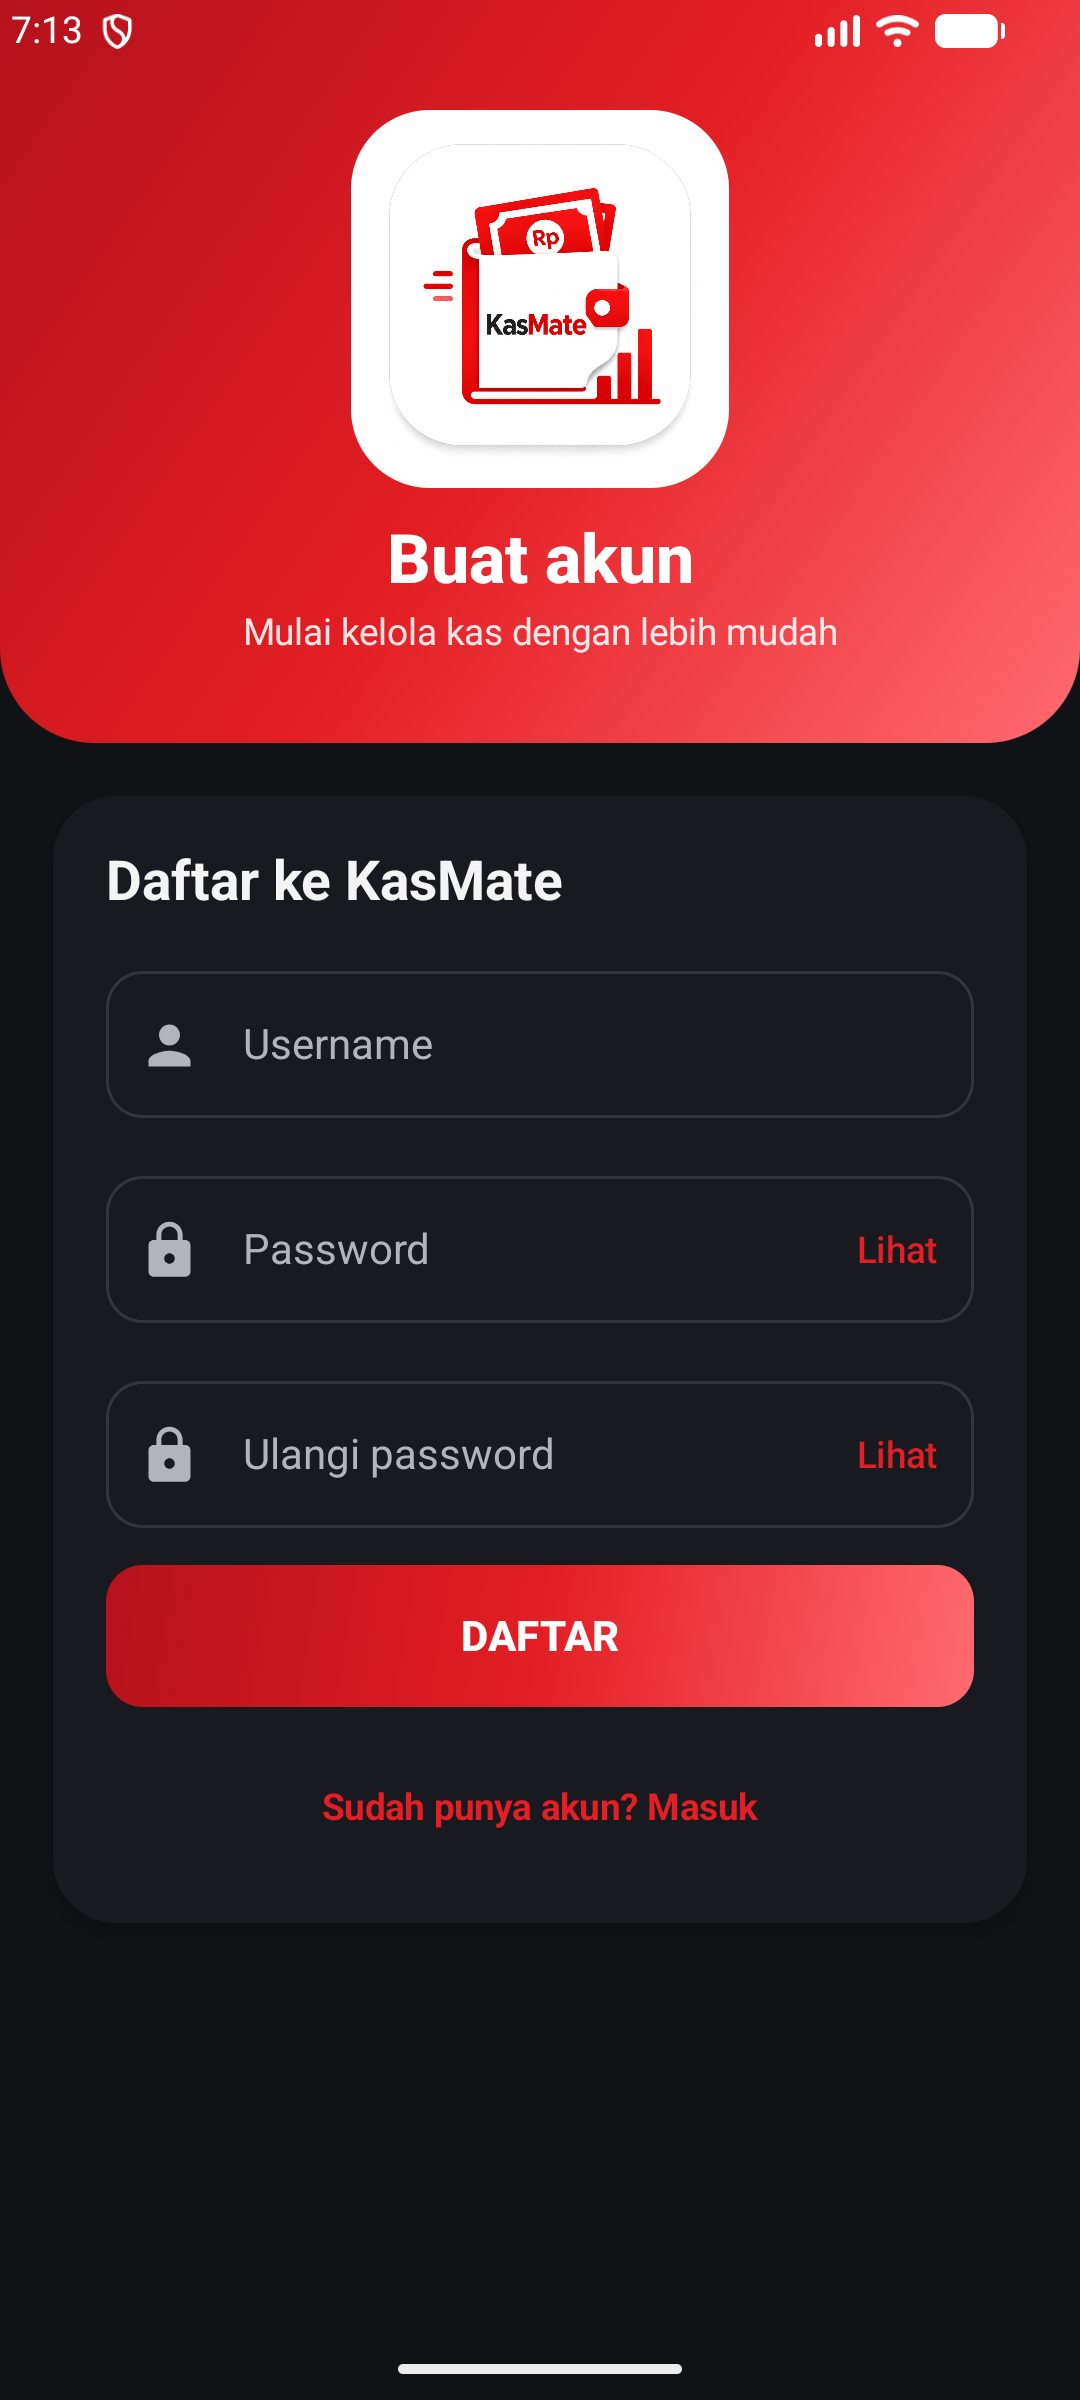 7:13
Rp
KasMate
Buat akun
Mulai kelola kas dengan lebih mudah
Daftar ke KasMate
Username
Password
Lihat
Ulangi password
Lihat
DAFTAR
Sudah punya akun? Masuk